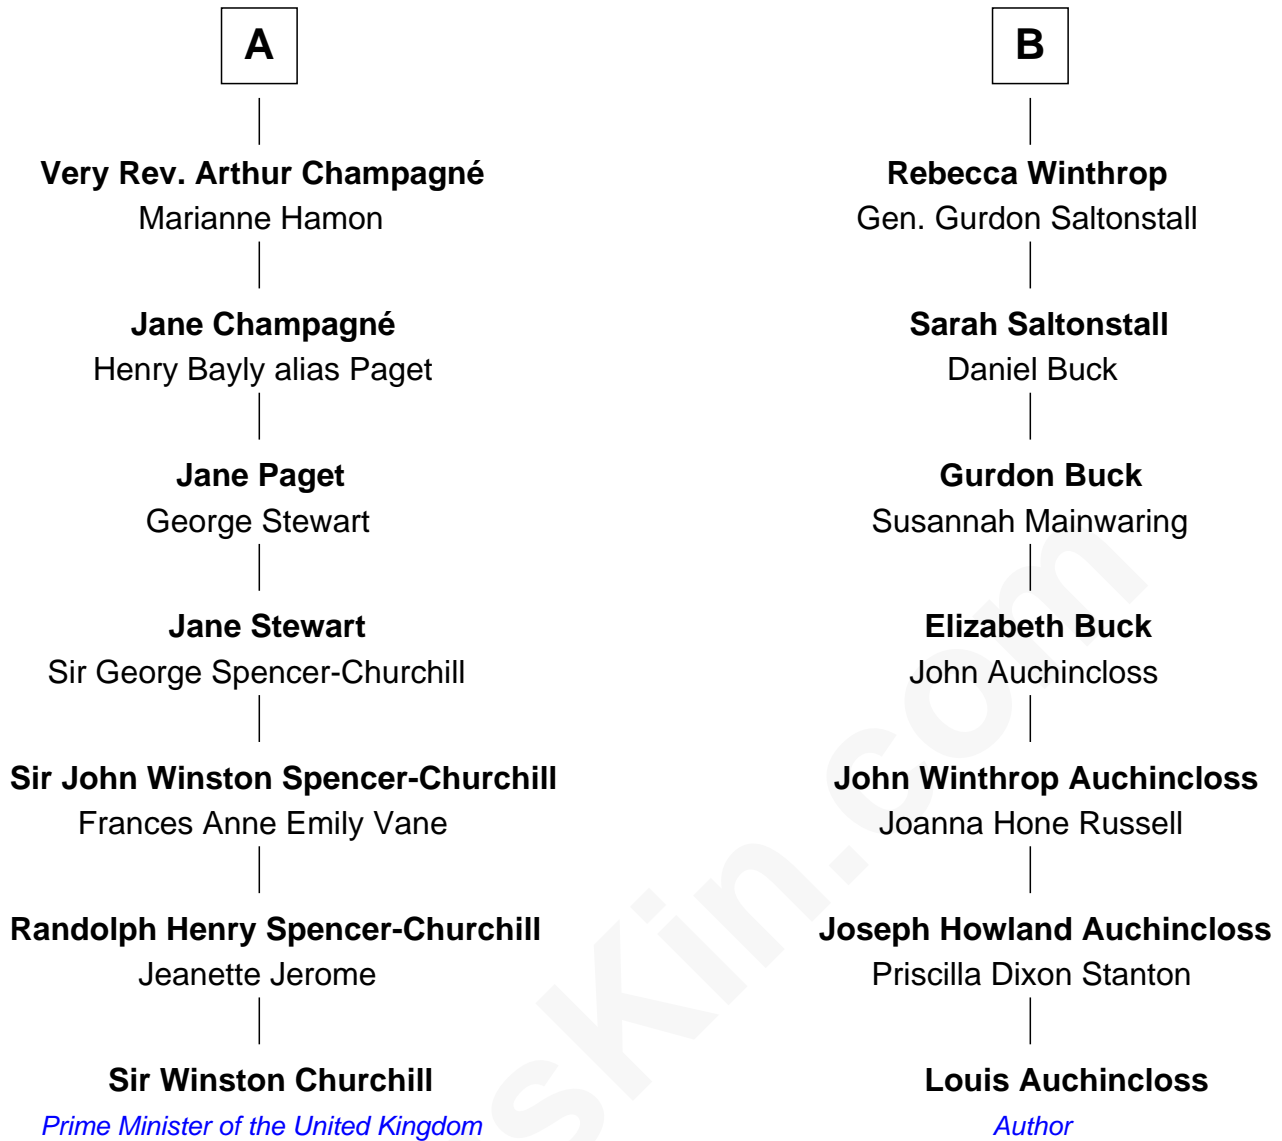 A
Very Rev. Arthur Champagné
Marianne Hamon
Jane Champagné
Henry Bayly alias Paget
Jane Paget
George Stewart
Jane Stewart
Sir George Spencer-Churchill
Sir John Winston Spencer-Churchill
Frances Anne Emily Vane
Randolph Henry Spencer-Churchill
Jeanette Jerome
Sir Winston Churchill
Prime Minister of the United Kingdom
B
Rebecca Winthrop
Gen. Gurdon Saltonstall
Sarah Saltonstall
Daniel Buck
Gurdon Buck
Susannah Mainwaring
Elizabeth Buck
John Auchincloss
John Winthrop Auchincloss
Joanna Hone Russell
Joseph Howland Auchincloss
Priscilla Dixon Stanton
Louis Auchincloss
Author